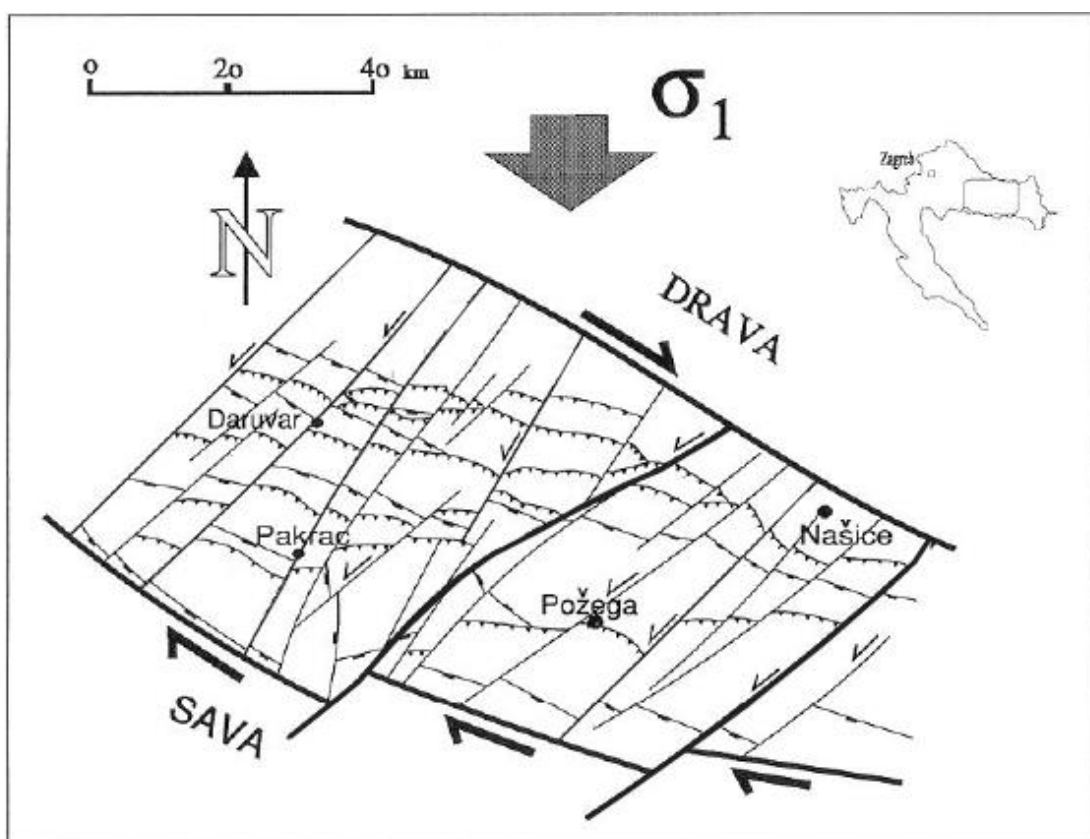 0 20 40 km
σ1
Zagreb
N
DRAVA
Daruvar
Našice
Pakrac
Požega
SAVA